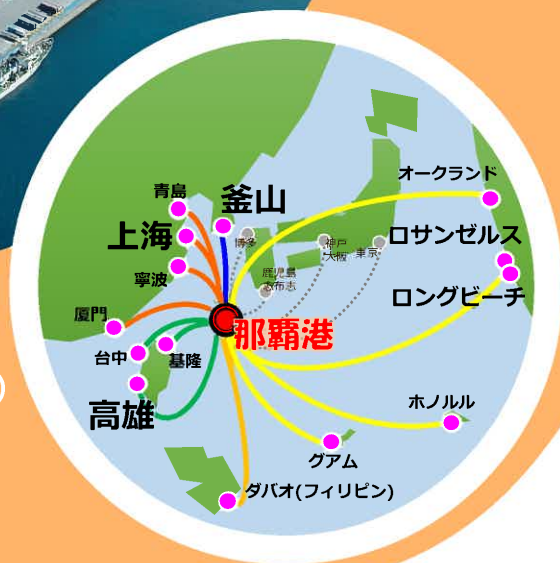 オークランド
青島
釜山
上海
博多
神戸
大阪
東京
ロサンゼルス
寧波
鹿児島
志布志
ロングビーチ
厦門
那覇港
台中
基隆
高雄
ホノルル
グアム
ダバオ(フィリピン)